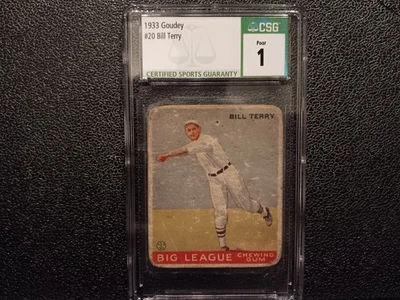 1933 Goudey
#20 Bill Terry
CSG
Poor
1
CERTIFIED SPORTS GUARANTY
BILL TERRY
BIG LEAGUE CHEWING
GUM